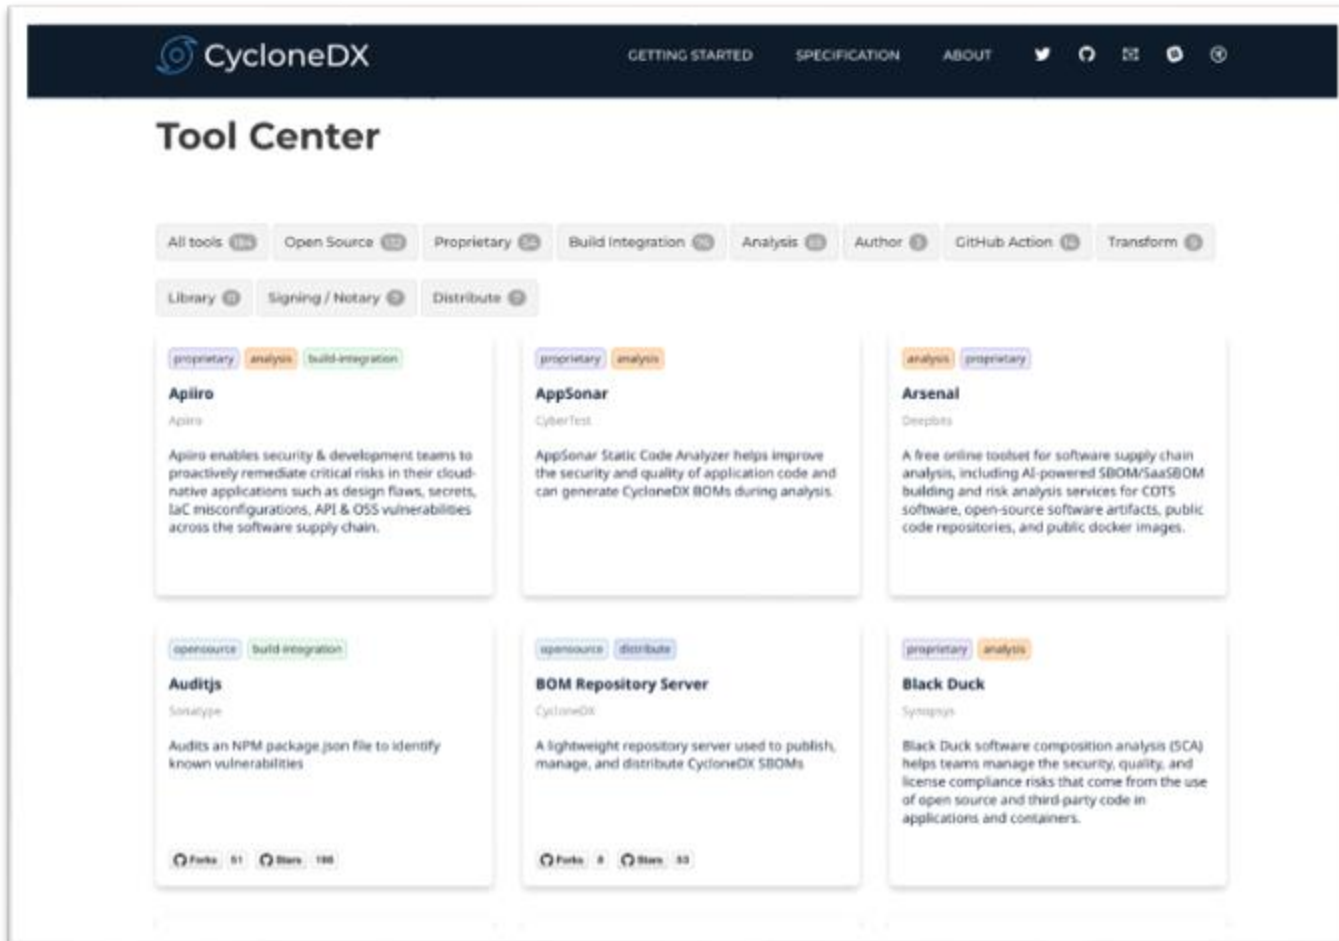 CycloneDX
GETTING STARTED SPECIFICATION ABOUT
Tool Center
All tools Open Source Proprietary Build Integration Analysis Author GitHub Action Transform
Library Signing / Notary Distribute
proprietary analysis build-integration
Apiiro
Apiiro
Apiiro enables security & development teams to
proactively remediate critical risks in their cloud-
native applications such as design flaws, secrets,
IaC misconfigurations, API & OSS vulnerabilities
across the software supply chain.
proprietary analysis
AppSonar
CyberTest
AppSonar Static Code Analyzer helps improve
the security and quality of application code and
can generate CycloneDX BOMs during analysis.
analysis proprietary
Arsenal
Deepbits
A free online toolset for software supply chain
analysis, including AI-powered SBOM/SaaSBOM
building and risk analysis services for COTS
software, open-source software artifacts, public
code repositories, and public docker images.
opensource build-integration
Auditjs
Sonatype
Audits an NPM package.json file to identify
known vulnerabilities
Forks 51 Stars
opensource distribute
BOM Repository Server
CycloneDX
A lightweight repository server used to publish,
manage, and distribute CycloneDX SBOMs
Forks 8 Stars 53
proprietary analysis
Black Duck
Synopsys
Black Duck software composition analysis (SCA)
helps teams manage the security, quality, and
license compliance risks that come from the use
of open source and third-party code in
applications and containers.